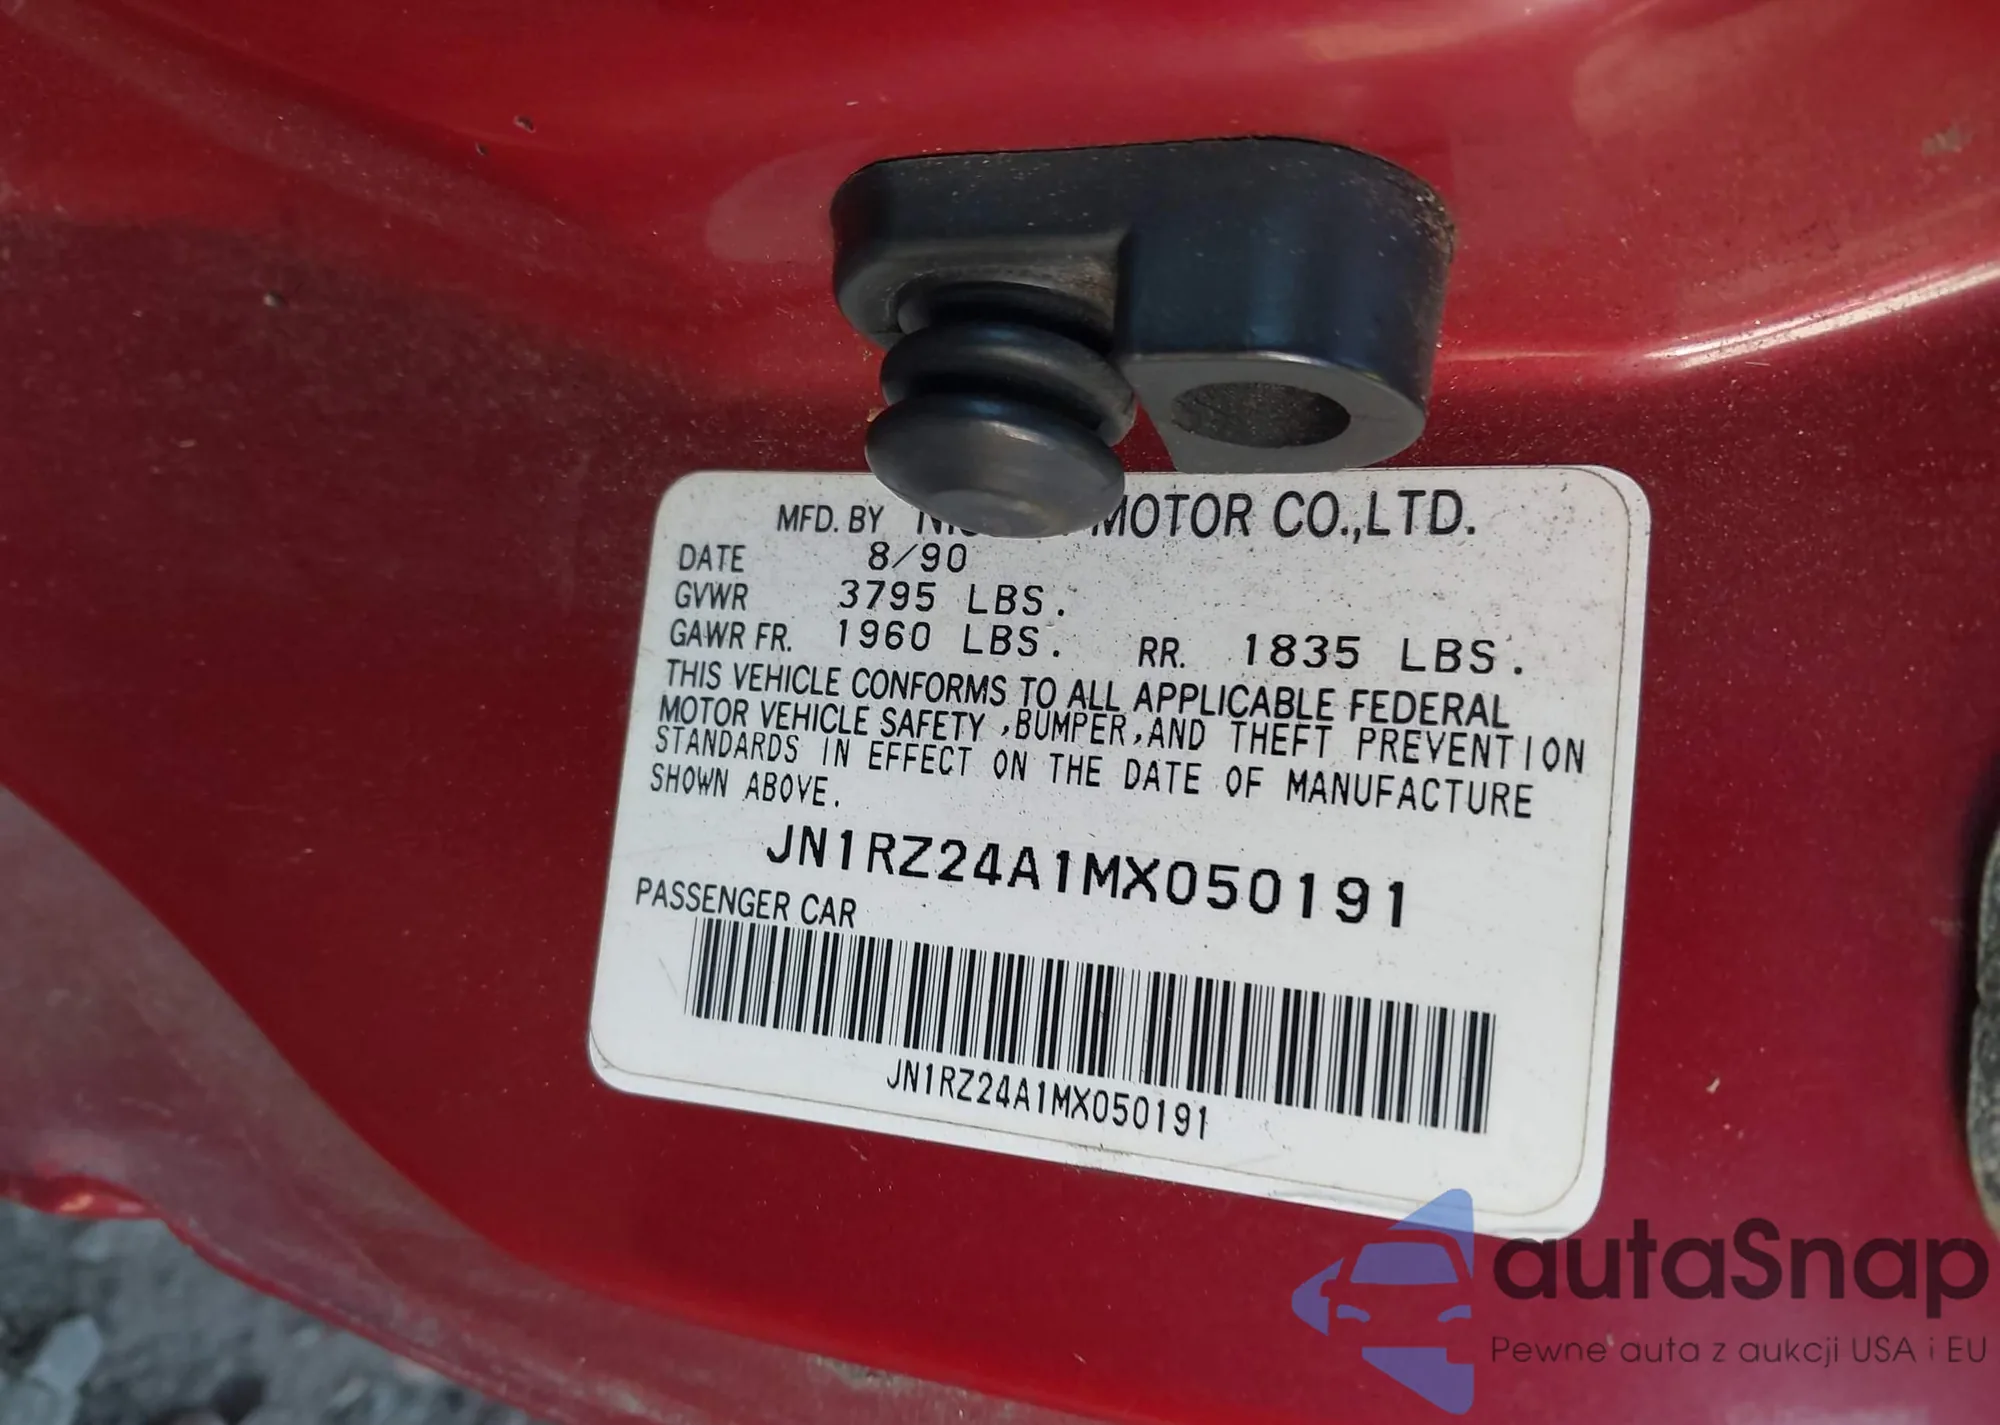 MFD. BY MOTOR CO.,LTD.
DATE 8/90
GVWR 3795 LBS.
GAWR FR. 1960 LBS. RR. 1835 LBS.
THIS VEHICLE CONFORMS TO ALL APPLICABLE FEDERAL
MOTOR VEHICLE SAFETY ,BUMPER,AND THEFT PREVENTION
STANDARDS IN EFFECT ON THE DATE OF MANUFACTURE
SHOWN ABOVE.
JN1RZ24A1MX050191
PASSENGER CAR
JN1RZ24A1MX050191
autaSnap
Pewne auta z aukcji USA i EU